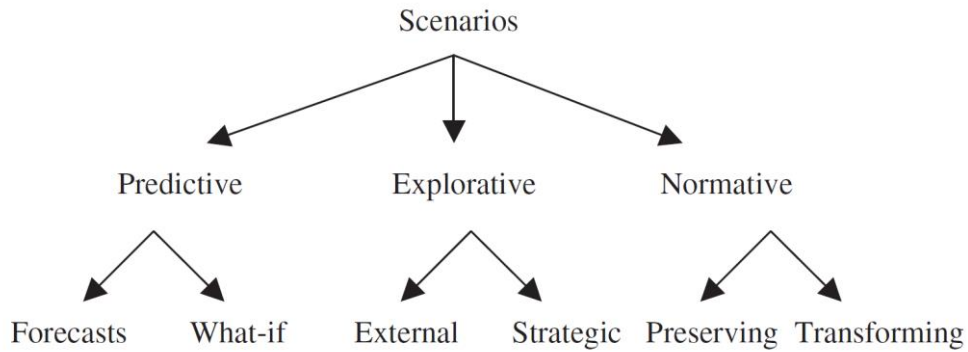 Scenarios
Predictive Explorative Normative
Forecasts What-if External Strategic Preserving Transforming